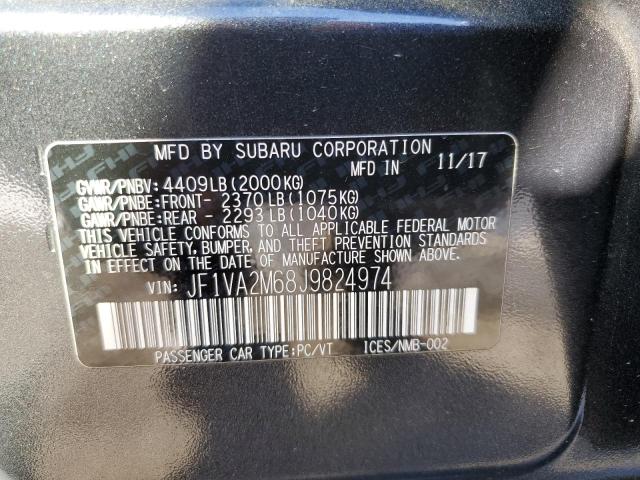 MFD BY SUBARU CORPORATION
MFD IN 11/17
GVWR/PNBV: 4409LB(2000KG)
GAWR/PNBE:FRONT- 2370LB(1075KG)
GAWR/PNBE:REAR - 2293LB(1040KG)
THIS VEHICLE CONFORMS TO ALL APPLICABLE FEDERAL MOTOR
VEHICLE SAFETY, BUMPER, AND THEFT PREVENTION STANDARDS
IN EFFECT ON THE DATE OF MANUFACTURE SHOWN ABOVE.
VIN: JF1VA2M68J9824974
PASSENGER CAR TYPE:PC/VT ICES/NMB-002